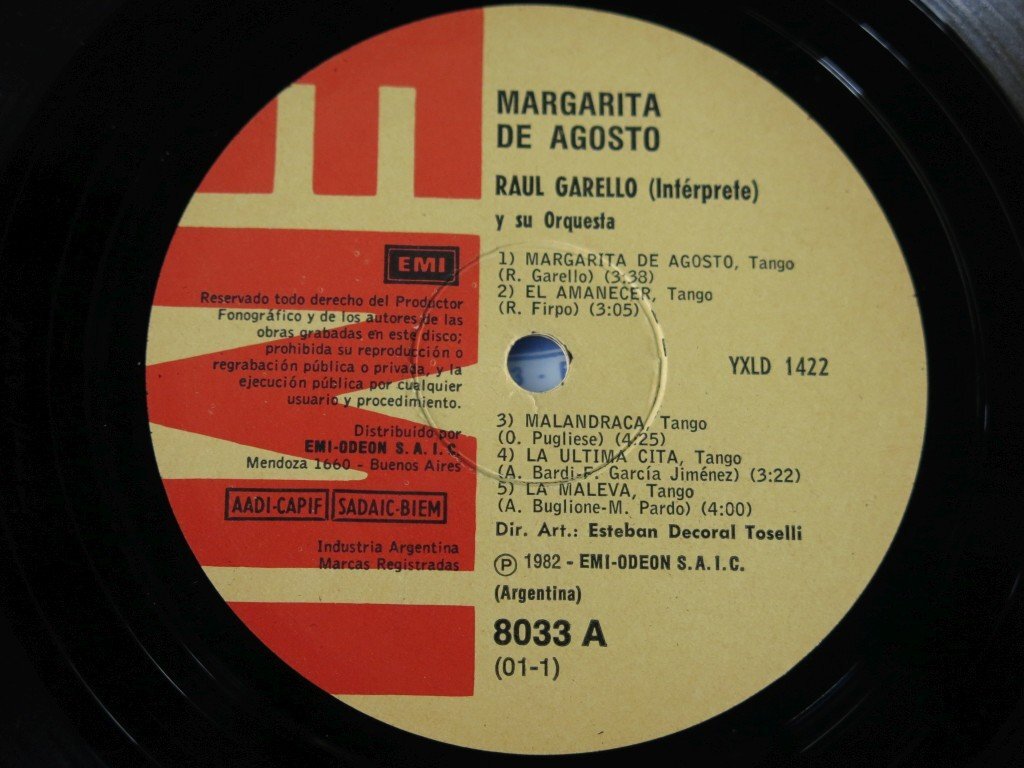 MARGARITA
DE AGOSTO
RAUL GARELLO (Intérprete)
y su Orquesta
1) MARGARITA DE AGOSTO, Tango
(R. Garello) (3:38)
2) EL AMANECER, Tango
(R. Firpo) (3:05)
EMI
Reservado todo derecho del Productor
Fonográfico y de los autores de las
obras grabadas en este disco;
prohibida su reproducción o
regrabación pública o privada, y la
ejecución pública por cualquier
usuario y procedimiento.
Distribuido por
EMI-ODEON S.A.I.C.
Mendoza 1660 - Buenos Aires
AADI-CAPIF SADAIC-BIEM
Industria Argentina
Marcas Registradas
YXLD 1422
3) MALANDRACA, Tango
(O. Pugliese) (4:25)
4) LA ULTIMA CITA, Tango
(A. Bardi-F. García Jiménez) (3:22)
5) LA MALEVA, Tango
(A. Buglione-M. Pardo) (4:00)
Dir. Art.: Esteban Decoral Toselli
Ⓟ 1982 - EMI-ODEON S.A.I.C.
(Argentina)
8033 A
(01-1)